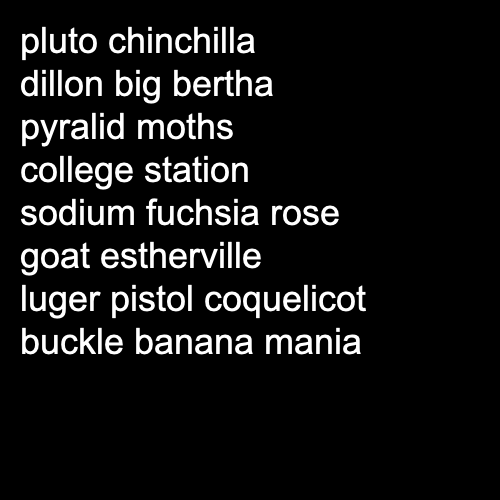 pluto chinchilla
dillon big bertha
pyralid moths
college station
sodium fuchsia rose
goat estherville
luger pistol coquelicot
buckle banana mania